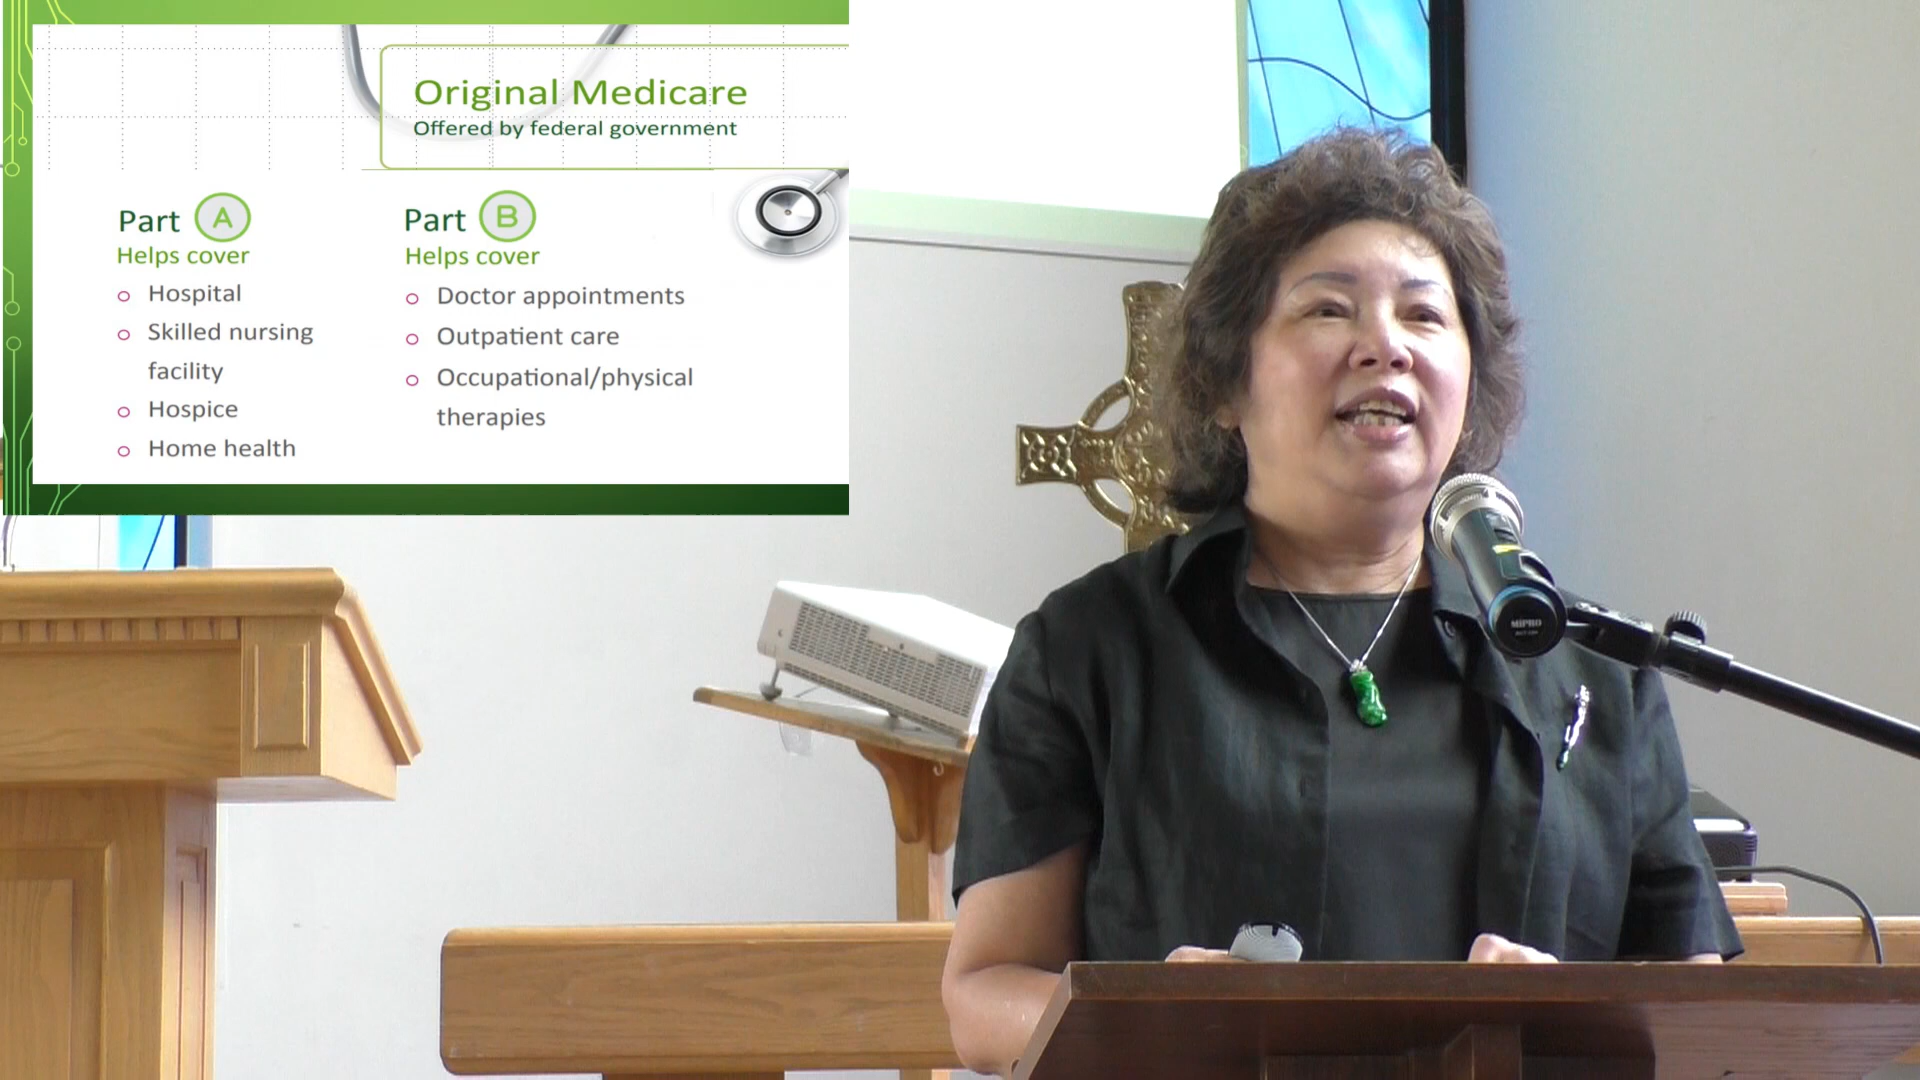 Original Medicare
Offered by federal government
Part A
Helps cover
Hospital
Skilled nursing
facility
Hospice
Home health
Part B
Helps cover
Doctor appointments
Outpatient care
Occupational/physical
therapies
MIPRO